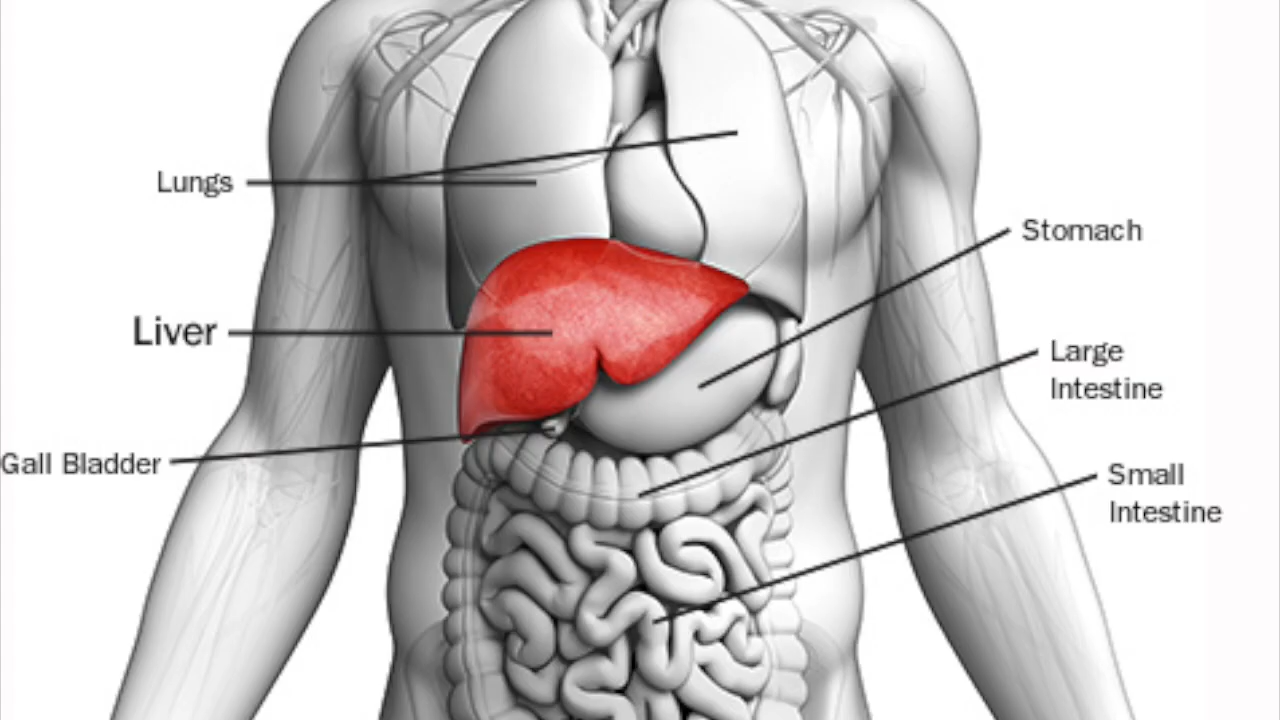 Lungs
Stomach
Liver
Large
Intestine
Gall Bladder
Small
Intestine